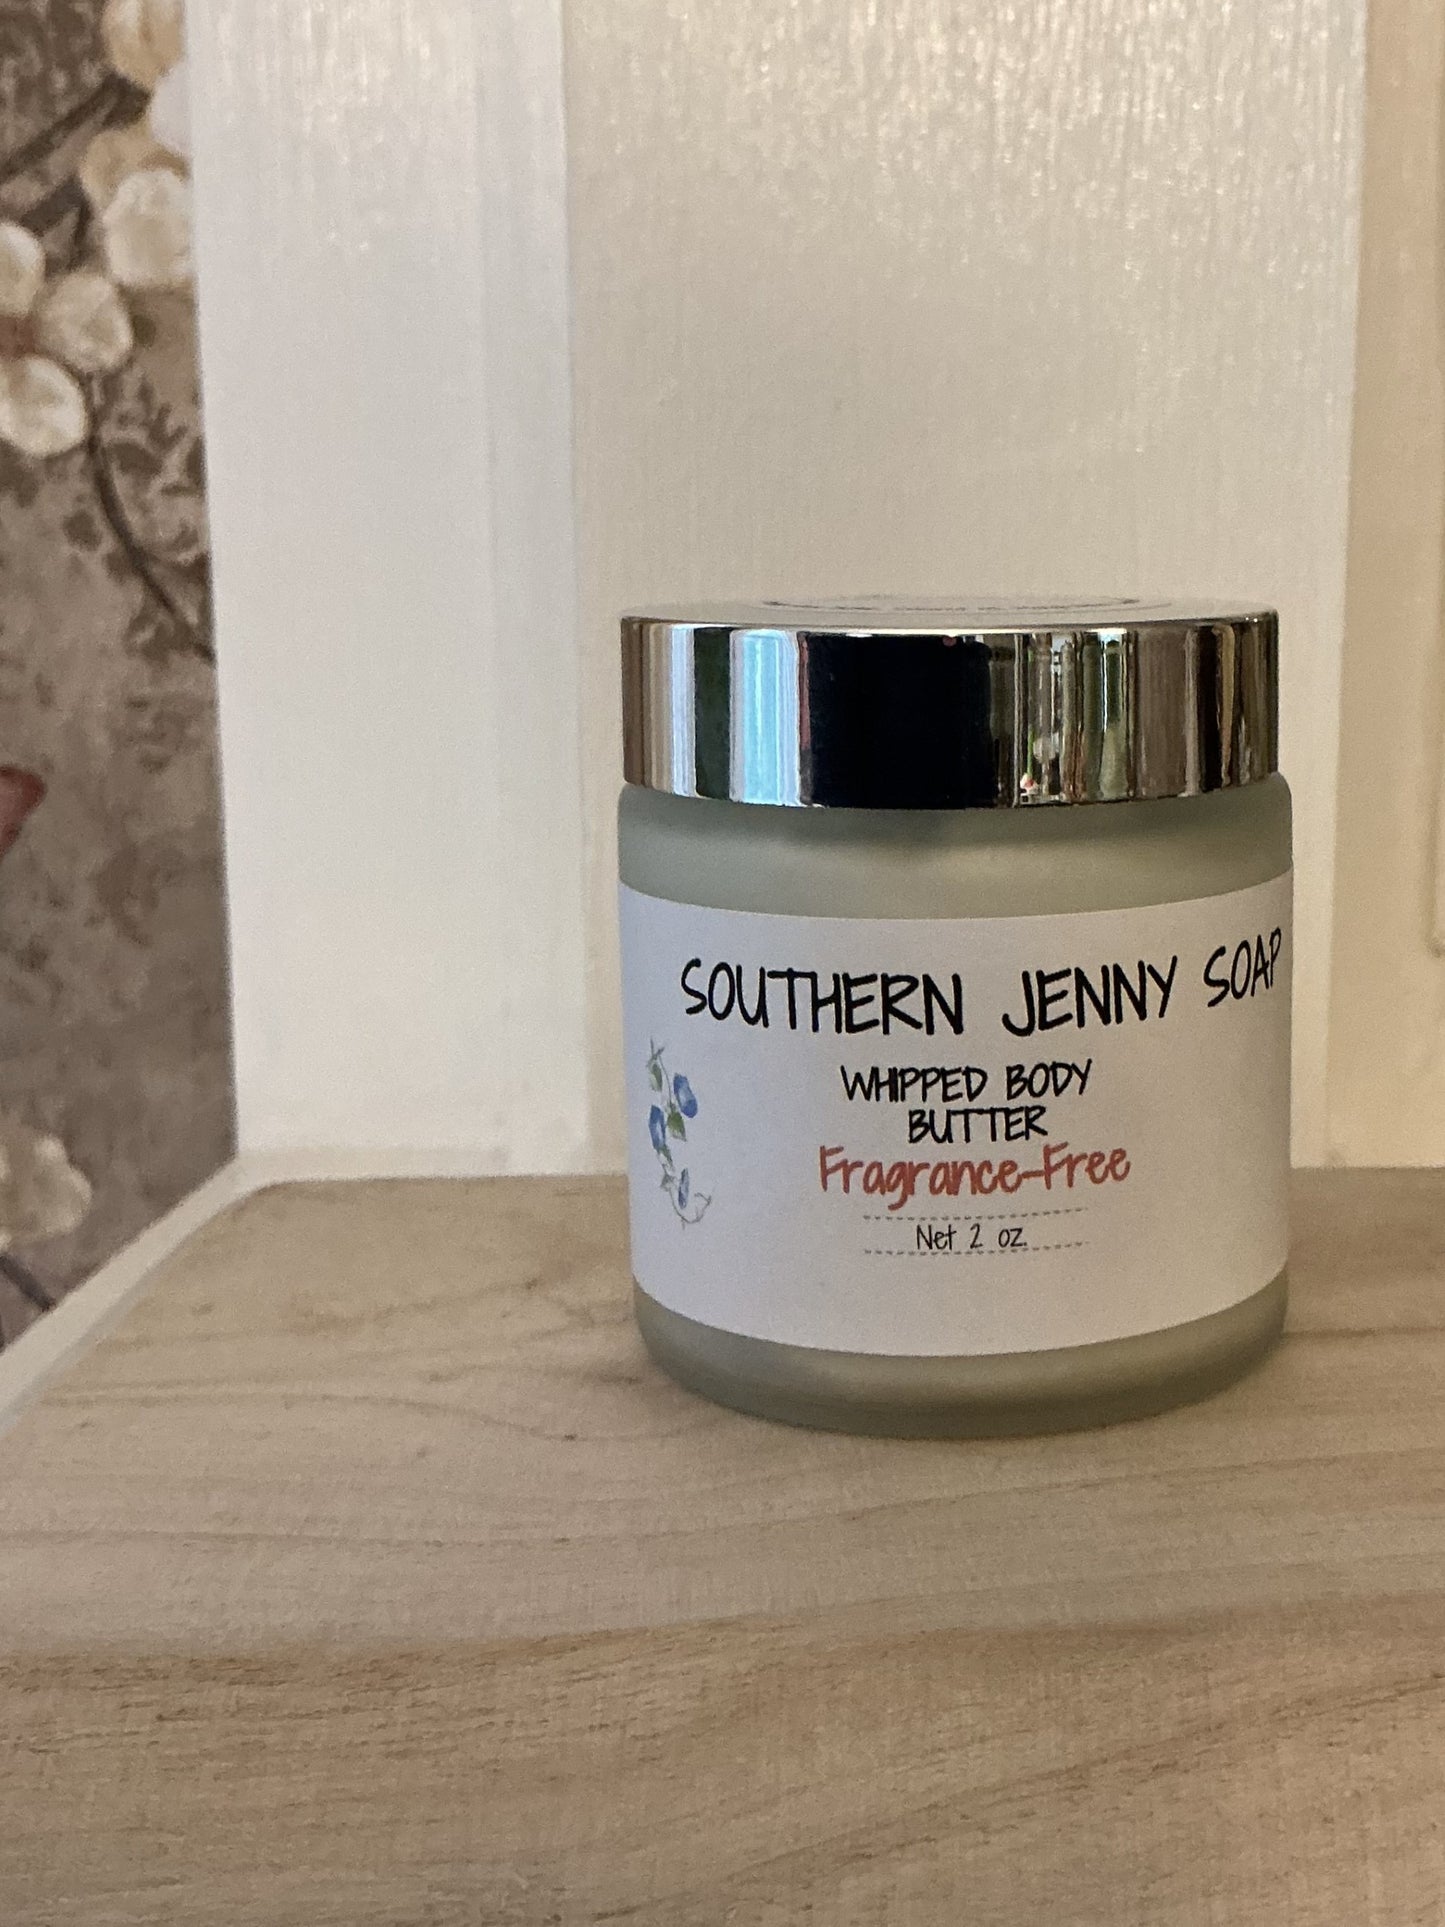 SOUTHERN JENNY SOAP
WHIPPED BODY
BUTTER
Fragrance-Free
Net 2 oz.